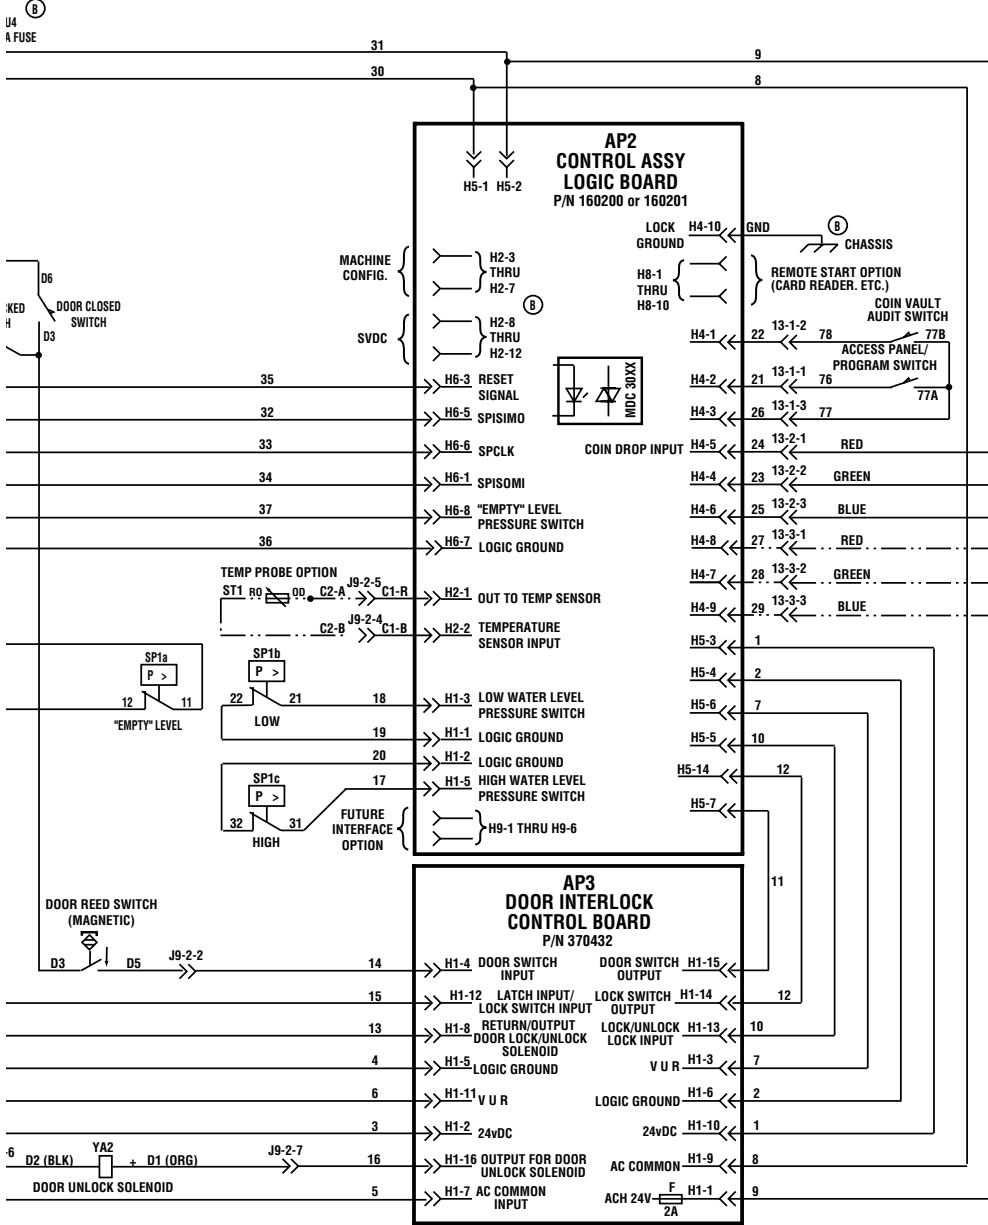 B
U4
A FUSE
31
9
30
8
AP2
CONTROL ASSY
LOGIC BOARD
P/N 160200 or 160201
H5-1 H5-2
LOCK
GROUND
H4-10
GND
B
CHASSIS
MACHINE
CONFIG.
H2-3
THRU
H2-7
H8-1
THRU
H8-10
REMOTE START OPTION
(CARD READER. ETC.)
B
D6
DOOR CLOSED
SWITCH
D3
CKED
H
5VDC
H2-8
THRU
H2-12
COIN VAULT
AUDIT SWITCH
H4-1 22 13-1-2 78 77B
ACCESS PANEL/
PROGRAM SWITCH
MDC 30XX
35 H6-3 RESET
SIGNAL
H4-2 21 13-1-1 76
77A
32 H6-5 SPISIMO
H4-3 26 13-1-3 77
33 H6-6 SPCLK
COIN DROP INPUT H4-5 24 13-2-1 RED
34 H6-1 SPISOMI
H4-4 23 13-2-2 GREEN
37 H6-8 "EMPTY" LEVEL
PRESSURE SWITCH
H4-6 25 13-2-3 BLUE
36 H6-7 LOGIC GROUND
H4-8 27 13-3-1 RED
TEMP PROBE OPTION
ST1 RO OD C2-A J9-2-5 C1-R H2-1 OUT TO TEMP SENSOR
H4-7 28 13-3-2 GREEN
H4-9 29 13-3-3 BLUE
C2-B J9-2-4 C1-B H2-2 TEMPERATURE
SENSOR INPUT
H5-3 1
SP1a
P >
12 11
"EMPTY" LEVEL
SP1b
P >
22 21
LOW
H5-4 2
18 H1-3 LOW WATER LEVEL
PRESSURE SWITCH
H5-6 7
19 H1-1 LOGIC GROUND
H5-5 10
20 H1-2 LOGIC GROUND
H5-14 12
SP1c
P >
32 31
HIGH
17 H1-5 HIGH WATER LEVEL
PRESSURE SWITCH
H5-7
FUTURE
INTERFACE
OPTION
H9-1 THRU H9-6
11
AP3
DOOR INTERLOCK
CONTROL BOARD
P/N 370432
DOOR REED SWITCH
(MAGNETIC)
D3 D5 J9-2-2 14 H1-4 DOOR SWITCH
INPUT
DOOR SWITCH
OUTPUT
H1-15
15 H1-12 LATCH INPUT/
LOCK SWITCH INPUT
LOCK SWITCH
OUTPUT
H1-14 12
13 H1-8 RETURN/OUTPUT
DOOR LOCK/UNLOCK
SOLENOID
LOCK/UNLOCK
LOCK INPUT
H1-13 10
4 H1-5 LOGIC GROUND
V U R H1-3 7
6 H1-11 V U R
LOGIC GROUND H1-6 2
3 H1-2 24vDC
24vDC H1-10 1
-6 D2 (BLK) YA2 + D1 (ORG) J9-2-7 16 H1-16 OUTPUT FOR DOOR
UNLOCK SOLENOID
AC COMMON H1-9 8
DOOR UNLOCK SOLENOID
5 H1-7 AC COMMON
INPUT
ACH 24V F H1-1 9
2A